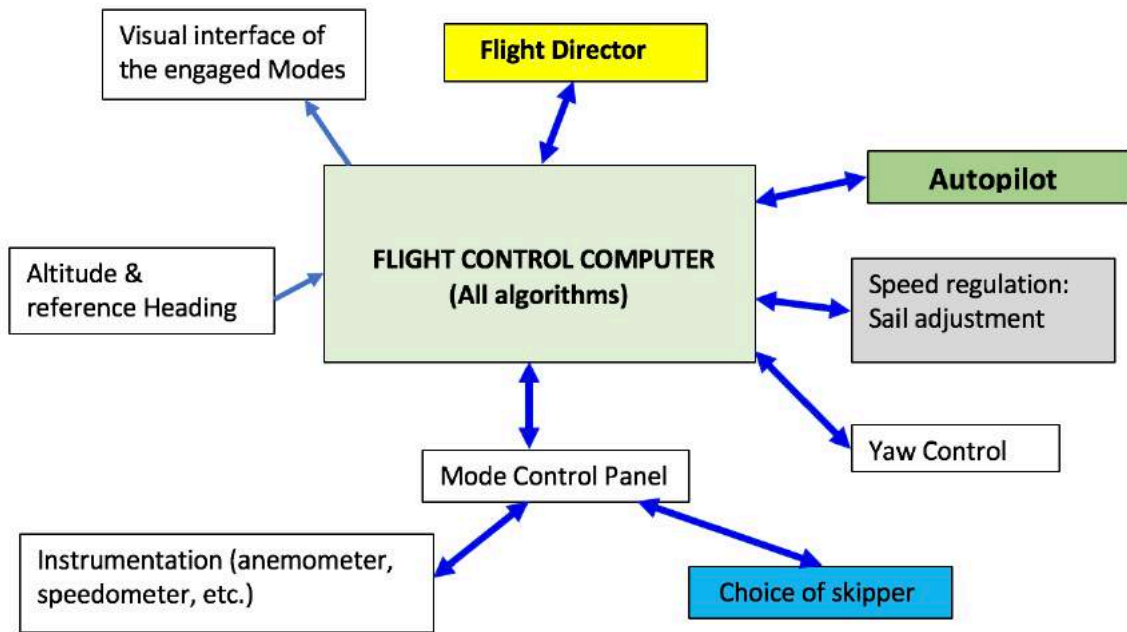 Visual interface of
the engaged Modes
Flight Director
Autopilot
FLIGHT CONTROL COMPUTER
(All algorithms)
Altitude &
reference Heading
Speed regulation:
Sail adjustment
Yaw Control
Mode Control Panel
Instrumentation (anemometer,
speedometer, etc.)
Choice of skipper